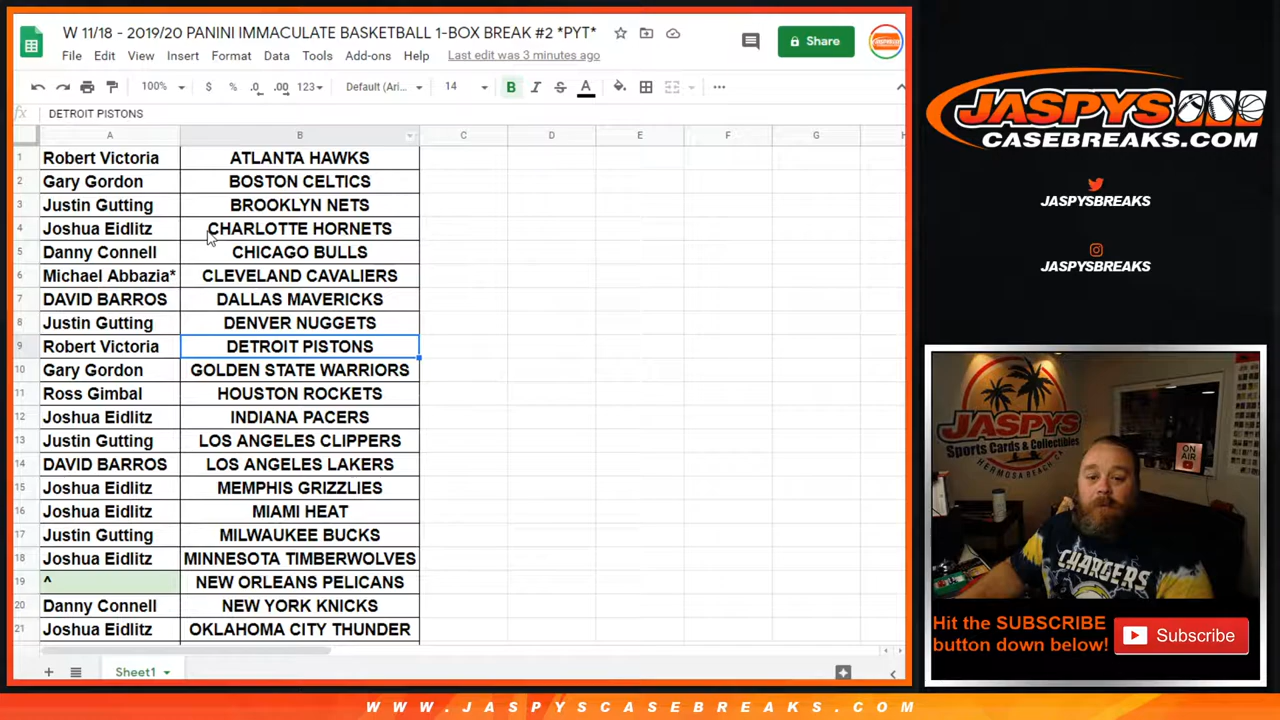 W 11/18 - 2019/20 PANINI IMMACULATE BASKETBALL 1-BOX BREAK #2 *PYT*
File Edit View Insert Format Data Tools Add-ons Help Last edit was 3 minutes ago
Share
100% $ % .0 .00 123 Default (Ari... 14 B I S A
fx DETROIT PISTONS
A B C D E F G H
1 Robert Victoria ATLANTA HAWKS
2 Gary Gordon BOSTON CELTICS
3 Justin Gutting BROOKLYN NETS
4 Joshua Eidlitz CHARLOTTE HORNETS
5 Danny Connell CHICAGO BULLS
6 Michael Abbazia* CLEVELAND CAVALIERS
7 DAVID BARROS DALLAS MAVERICKS
8 Justin Gutting DENVER NUGGETS
9 Robert Victoria DETROIT PISTONS
10 Gary Gordon GOLDEN STATE WARRIORS
11 Ross Gimbal HOUSTON ROCKETS
12 Joshua Eidlitz INDIANA PACERS
13 Justin Gutting LOS ANGELES CLIPPERS
14 DAVID BARROS LOS ANGELES LAKERS
15 Joshua Eidlitz MEMPHIS GRIZZLIES
16 Joshua Eidlitz MIAMI HEAT
17 Justin Gutting MILWAUKEE BUCKS
18 Joshua Eidlitz MINNESOTA TIMBERWOLVES
19 ^ NEW ORLEANS PELICANS
20 Danny Connell NEW YORK KNICKS
21 Joshua Eidlitz OKLAHOMA CITY THUNDER
Sheet1
JASPYS
CASEBREAKS.COM
JASPYSBREAKS
JASPYSBREAKS
JASPYS
Sports Cards & Collectibles
HERMOSA BEACH, CA
ON
AIR
CHARGERS
Hit the SUBSCRIBE
button down below!
Subscribe
WWW.JASPYSCASEBREAKS.COM